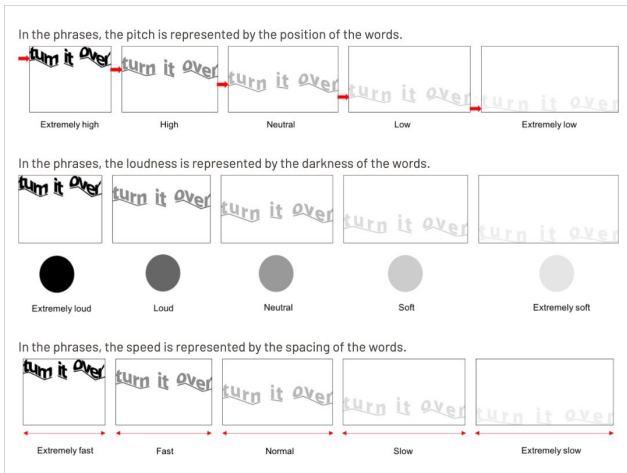 In the phrases, the pitch is represented by the position of the words.
turn it over turn it over turn it over turn it over turn it over
Extremely high High Neutral Low Extremely low
In the phrases, the loudness is represented by the darkness of the words.
turn it over turn it over turn it over turn it over turn it over
Extremely loud Loud Neutral Soft Extremely soft
In the phrases, the speed is represented by the spacing of the words.
turn it over turn it over turn it over turn it over turn it over
Extremely fast Fast Normal Slow Extremely slow